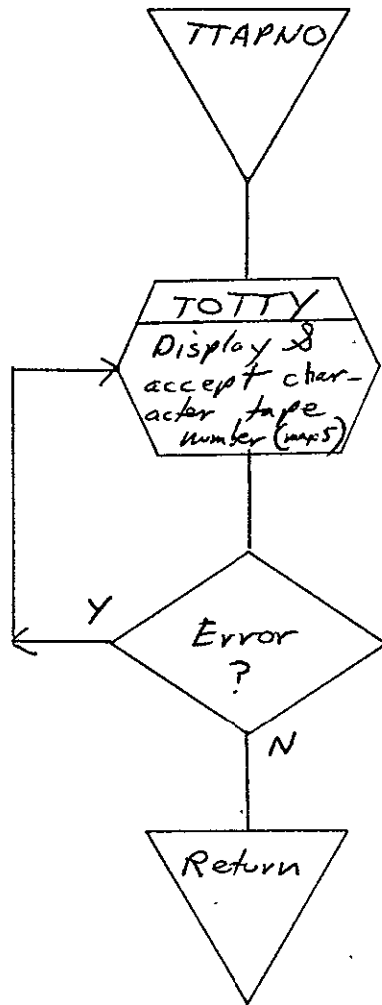 TTAPNO
TOTTY
Display &
accept char-
acter tape
number (max 5)
Y
Error
?
N
Return